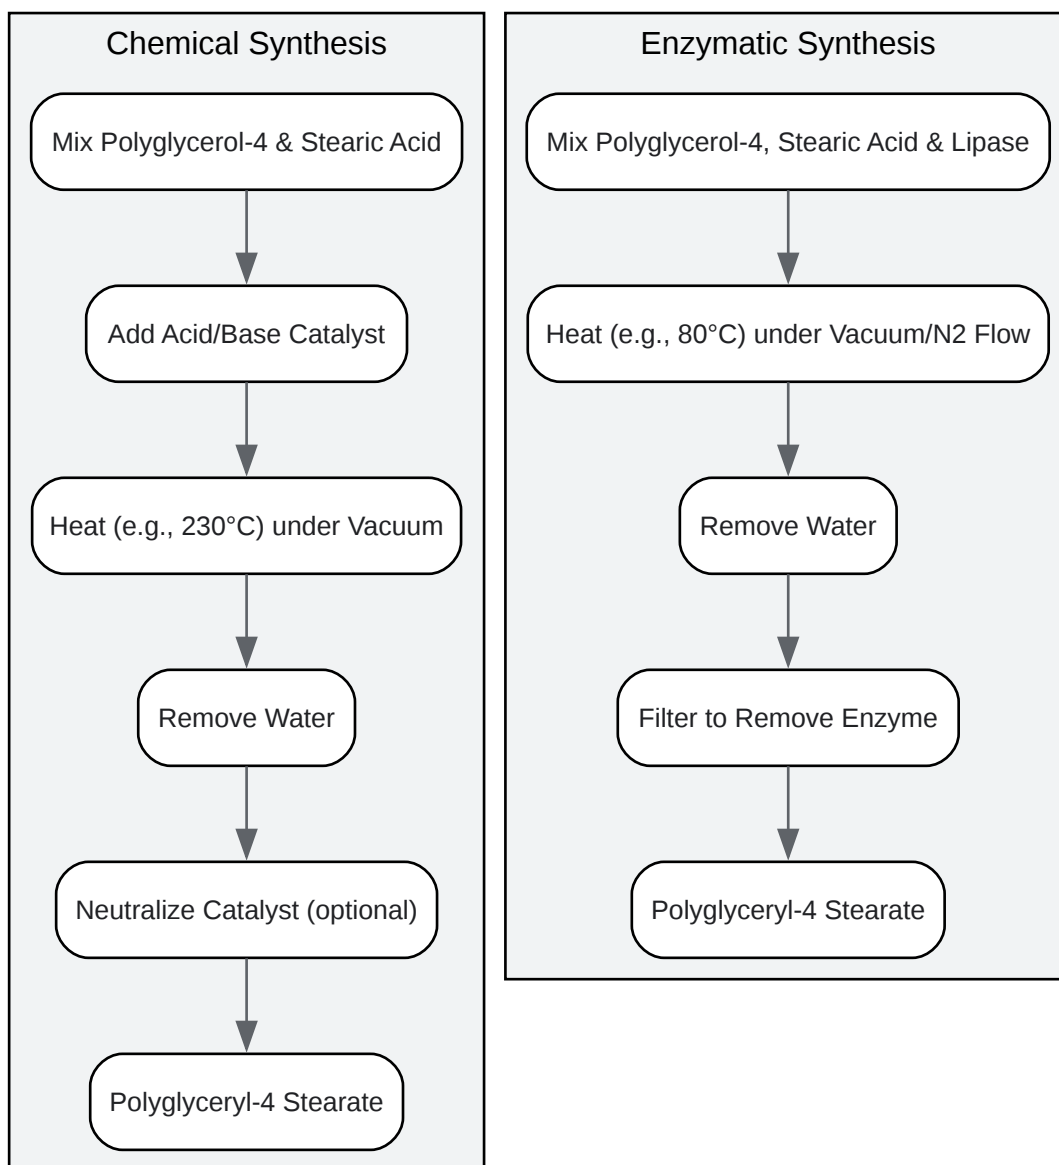 Chemical Synthesis
Mix Polyglycerol-4 & Stearic Acid
Add Acid/Base Catalyst
Heat (e.g., 230°C) under Vacuum
Remove Water
Neutralize Catalyst (optional)
Polyglyceryl-4 Stearate
Enzymatic Synthesis
Mix Polyglycerol-4, Stearic Acid & Lipase
Heat (e.g., 80°C) under Vacuum/N2 Flow
Remove Water
Filter to Remove Enzyme
Polyglyceryl-4 Stearate